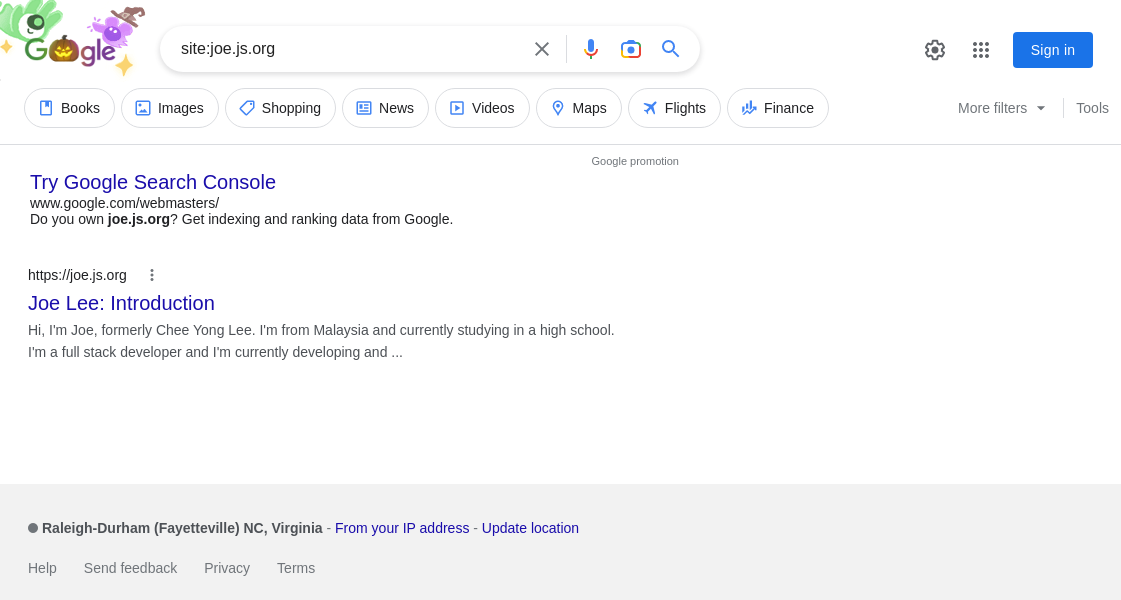 Google
site:joe.js.org
Sign in
Books
Images
Shopping
News
Videos
Maps
Flights
Finance
More filters
Tools
Google promotion
Try Google Search Console
www.google.com/webmasters/
Do you own joe.js.org? Get indexing and ranking data from Google.
https://joe.js.org
Joe Lee: Introduction
Hi, I'm Joe, formerly Chee Yong Lee. I'm from Malaysia and currently studying in a high school.
I'm a full stack developer and I'm currently developing and ...
Raleigh-Durham (Fayetteville) NC, Virginia - From your IP address - Update location
Help
Send feedback
Privacy
Terms